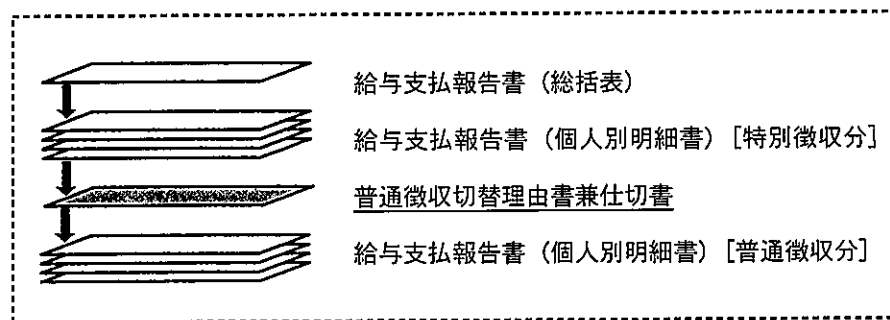 給与支払報告書（総括表）
給与支払報告書（個人別明細書）［特別徴収分］
普通徴収切替理由書兼仕切書
給与支払報告書（個人別明細書）［普通徴収分］